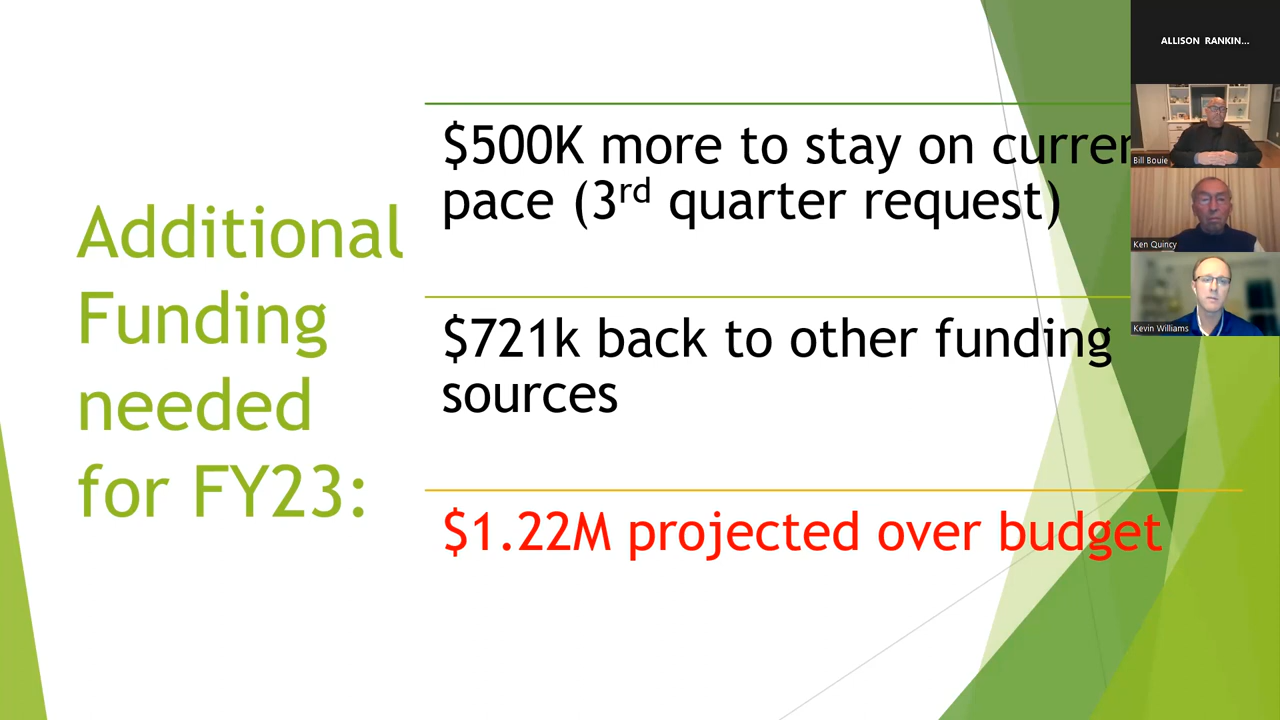 Additional
Funding
needed
for FY23:
$500K more to stay on
pace (3rd quarter request)
$721k back to other funding
sources
$1.22M projected over budget
ALLISON RANKIN...
Bill Bouie
Ken Quincy
Kevin Williams